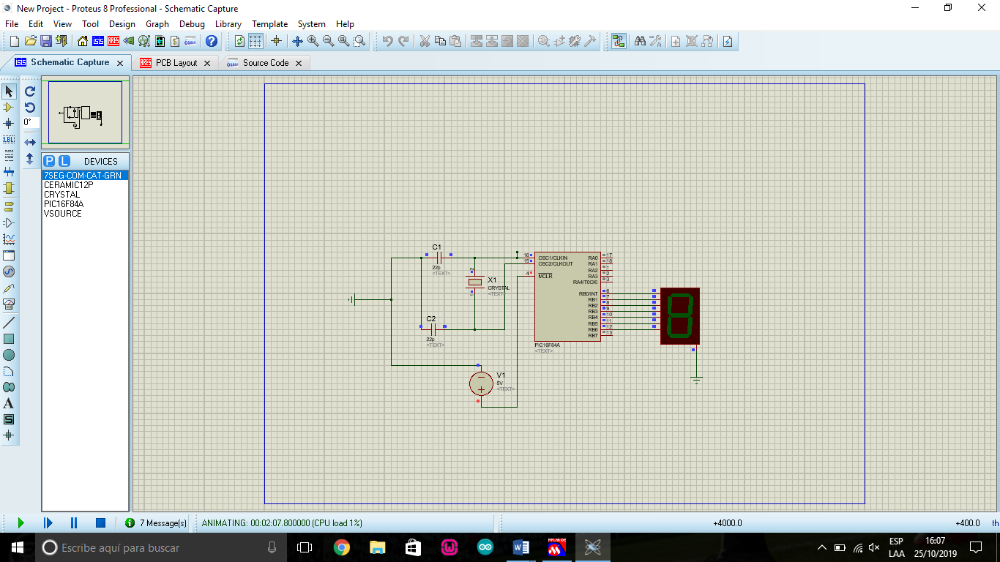 New Project - Proteus 8 Professional - Schematic Capture
File Edit View Tool Design Graph Debug Library Template System Help
Schematic Capture
PCB Layout
Source Code
0°
LBL
P L DEVICES
7SEG-COM-CAT-GRN
CERAMIC12P
CRYSTAL
PIC16F84A
VSOURCE
A
S
C1
22p
<TEXT>
X1
CRYSTAL
<TEXT>
2
1
C2
22p
<TEXT>
V1
5V
<TEXT>
16 OSC1/CLKIN RA0 17
15 OSC2/CLKOUT RA1 18
RA2 1
4 MCLR RA3 2
RA4/T0CKI 3
RB0/INT 6
RB1 7
RB2 8
RB3 9
RB4 10
RB5 11
RB6 12
RB7 13
PIC16F84A
<TEXT>
7 Message(s)
ANIMATING: 00:02:07.800000 (CPU load 1%)
+4000.0
+400.0 th
Escribe aquí para buscar
ESP
LAA
16:07
25/10/2019